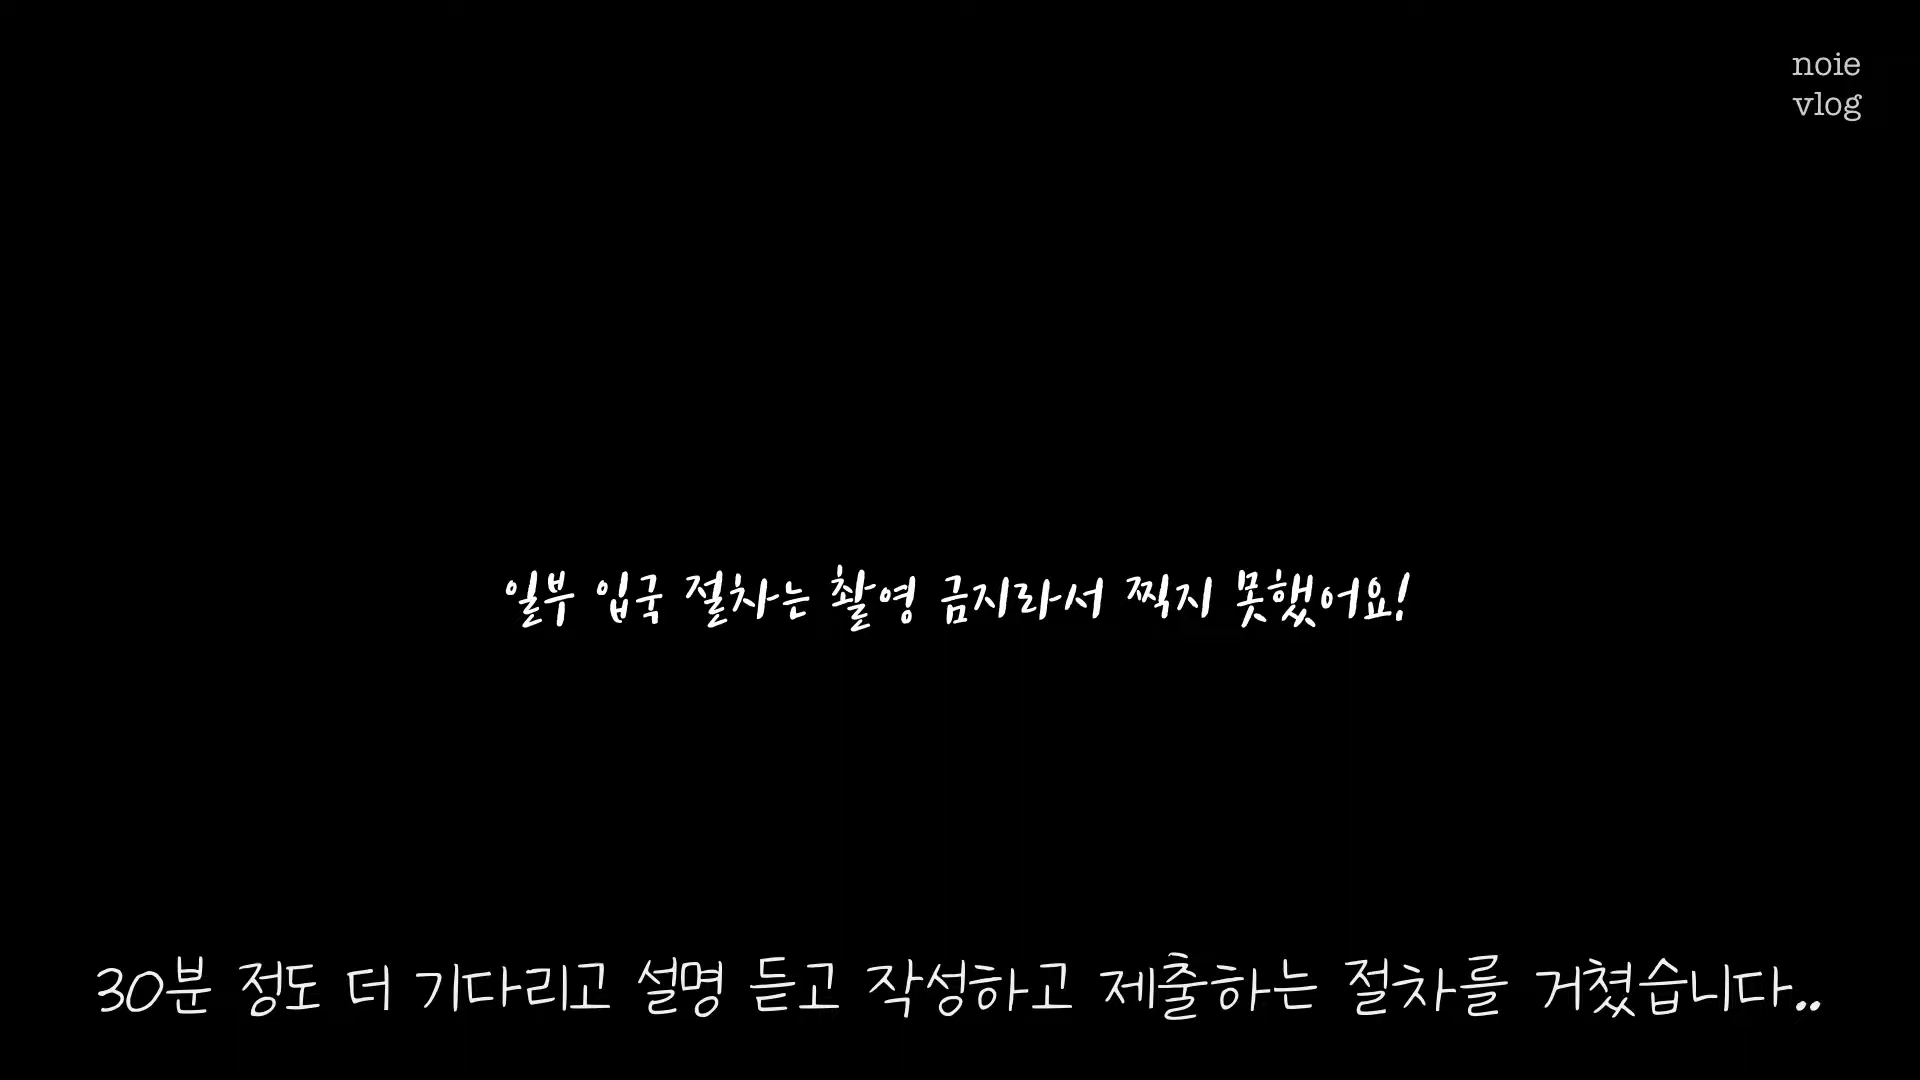 noie
vlog
일부 입국 절차는 촬영 금지라서 찍지 못했어요!
30분 정도 더 기다리고 설명 듣고 작성하고 제출하는 절차를 거쳤습니다..